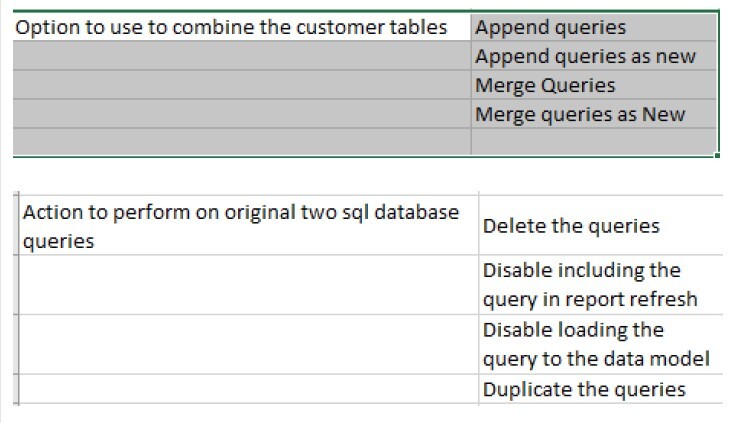 Option to use to combine the customer tables
Append queries
Append queries as new
Merge Queries
Merge queries as New
Action to perform on original two sql database
queries
Delete the queries
Disable including the
query in report refresh
Disable loading the
query to the data model
Duplicate the queries